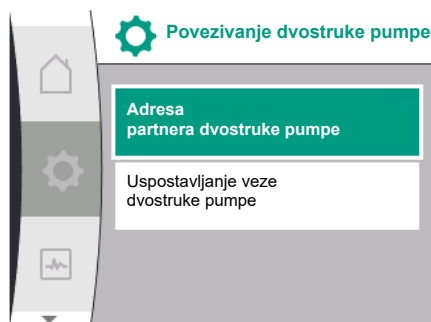 Povezivanje dvostruke pumpe
Adresa
partnera dvostruke pumpe
Uspostavljanje veze
dvostruke pumpe